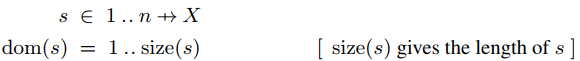 s ∈ 1 .. n ⇸ X
dom(s) = 1 .. size(s) [ size(s) gives the length of s ]